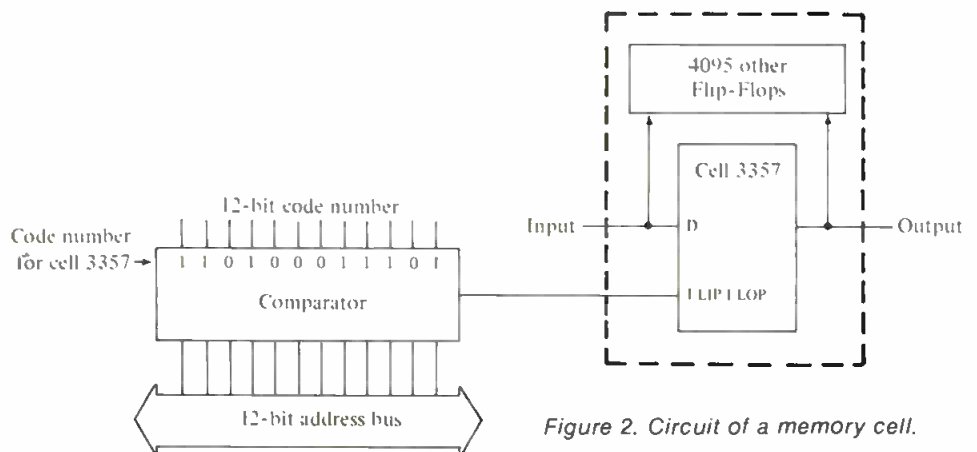 4095 other
Flip-Flops
Cell 3357
12-bit code number
Code number
for cell 3357
1 1 0 1 0 0 0 1 1 1 0 1
Comparator
Input
D
Output
FLIP FLOP
12-bit address bus
Figure 2. Circuit of a memory cell.